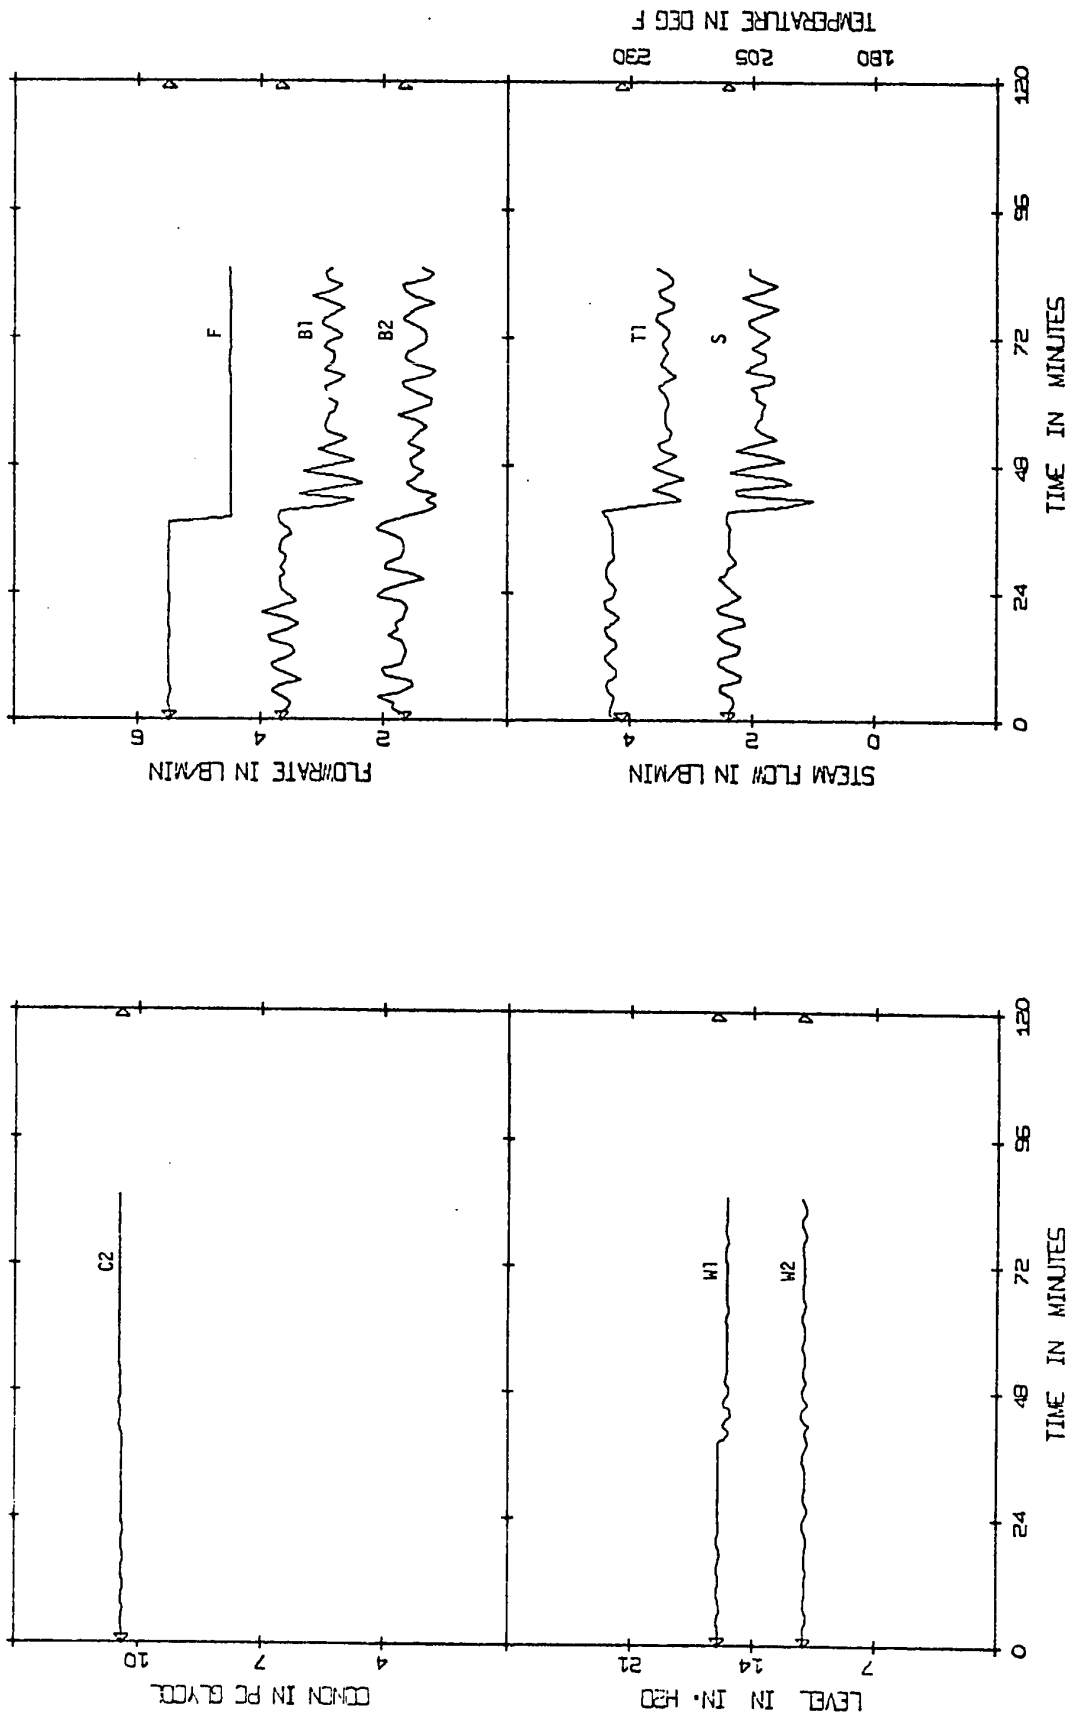 CONCN IN PC GLYCOL
10
7
4
C2
LEVEL IN IN. H2O
21
14
7
W1
W2
0
24
48
72
96
120
TIME IN MINUTES
FLOWRATE IN LB/MIN
6
4
2
F
B1
B2
STEAM FLOW IN LB/MIN
4
2
0
T1
S
TEMPERATURE IN DEG F
230
205
180
0
24
48
72
96
120
TIME IN MINUTES